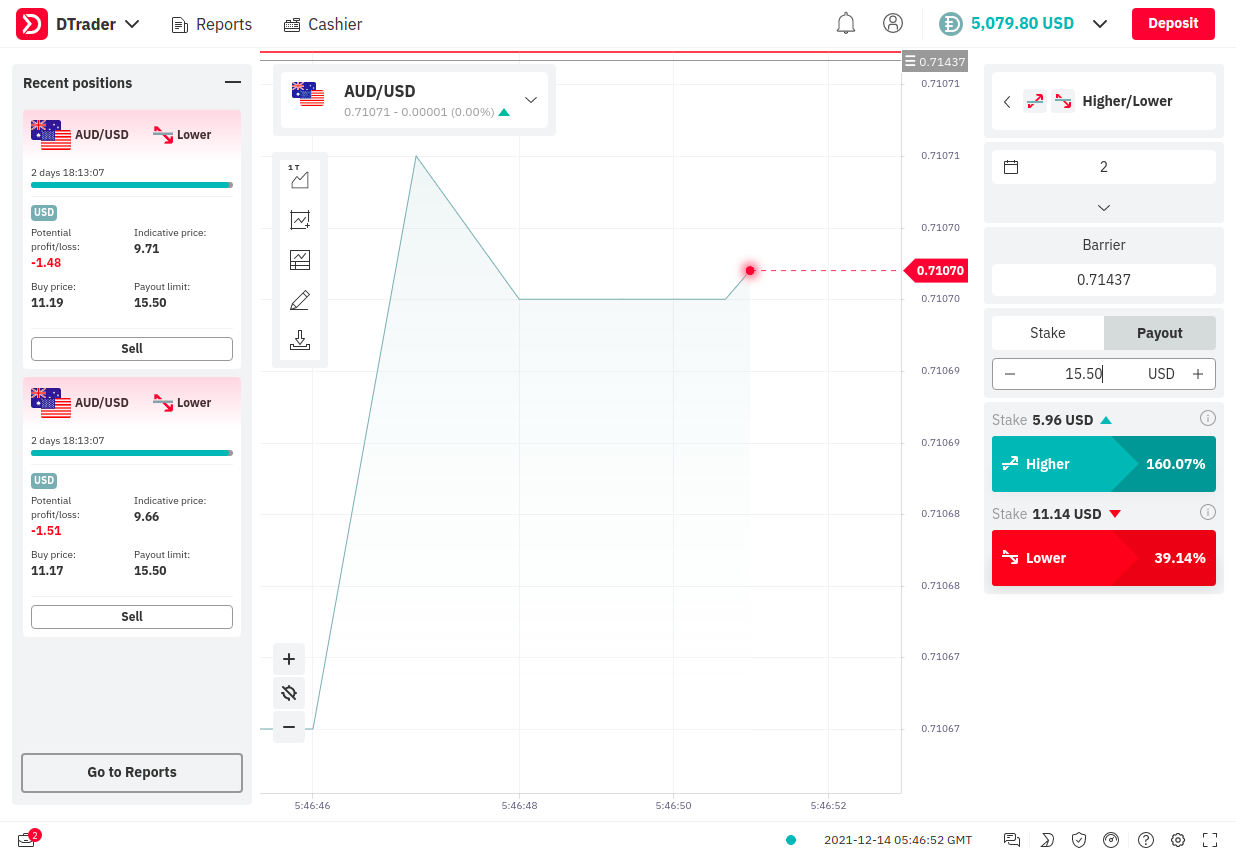 DTrader
Reports
Cashier
5,079.80 USD
Deposit
Recent positions
AUD/USD
Lower
2 days 18:13:07
USD
Potential profit/loss:
-1.48
Indicative price:
9.71
Buy price:
11.19
Payout limit:
15.50
Sell
AUD/USD
Lower
2 days 18:13:07
USD
Potential profit/loss:
-1.51
Indicative price:
9.66
Buy price:
11.17
Payout limit:
15.50
Sell
Go to Reports
2
AUD/USD
0.71071 - 0.00001 (0.00%)
1 T
0.71437
0.71071
0.71071
0.71070
0.71070
0.71070
0.71069
0.71069
0.71068
0.71068
0.71067
0.71067
5:46:46
5:46:48
5:46:50
5:46:52
Higher/Lower
2
Barrier
0.71437
Stake
Payout
15.50
USD
Stake 5.96 USD
Higher
160.07%
Stake 11.14 USD
Lower
39.14%
2021-12-14 05:46:52 GMT